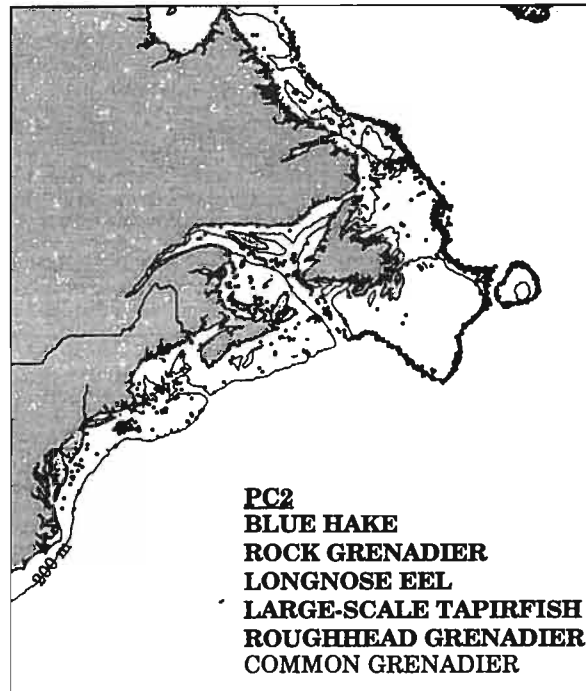 900 m
PC2
BLUE HAKE
ROCK GRENADIER
LONGNOSE EEL
LARGE-SCALE TAPIRFISH
ROUGHHEAD GRENADIER
COMMON GRENADIER